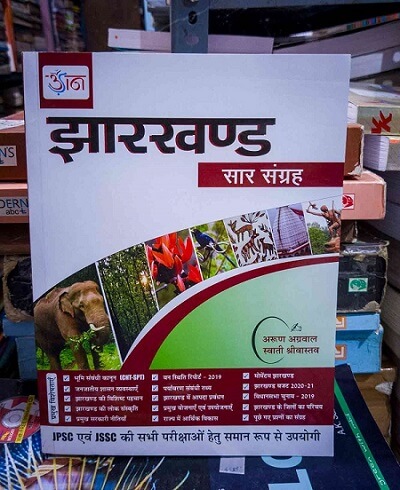 उड़ान
झारखण्ड
सार संग्रह
अरूण अग्रवाल
स्वाती श्रीवास्तव
प्रमुख विशेषताएँ
भूमि संबंधी कानून (CNT-SPT)
जनजातीय शासन व्यवस्थाएँ
झारखण्ड की विशिष्ट पहचान
झारखण्ड की लोक संस्कृति
प्रमुख सरकारी नीतियाँ
वन स्थिति रिपोर्ट - 2019
पर्यावरण संबंधी तथ्य
झारखण्ड में आपदा प्रबंधन
प्रमुख योजनाएँ एवं परियोजनाएँ
राज्य में आर्थिक विकास
मोमेंटम झारखण्ड
झारखण्ड बजट 2020-21
विधानसभा चुनाव - 2019
झारखण्ड के जिलों का परिचय
पूछे गए प्रश्नों का संग्रह
JPSC एवं JSSC की सभी परीक्षाओं हेतु समान रूप से उपयोगी